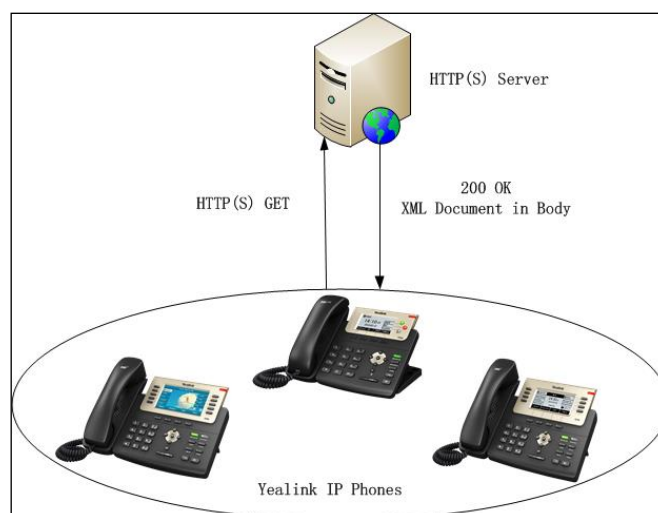 HTTP(S) Server
HTTP(S) GET
200 OK
XML Document in Body
Yealink IP Phones